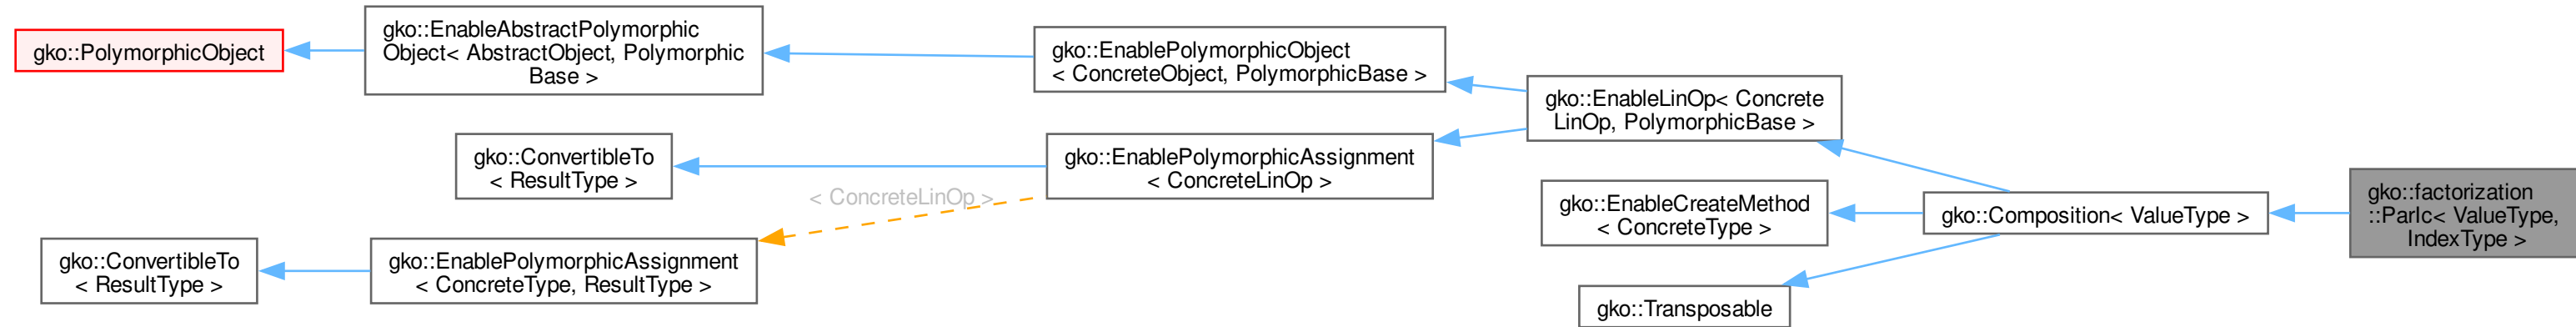 gko::PolymorphicObject
gko::EnableAbstractPolymorphic
Object< AbstractObject, Polymorphic
Base >
gko::EnablePolymorphicObject
< ConcreteObject, PolymorphicBase >
gko::EnableLinOp< Concrete
LinOp, PolymorphicBase >
gko::ConvertibleTo
< ResultType >
gko::EnablePolymorphicAssignment
< ConcreteLinOp >
< ConcreteLinOp >
gko::ConvertibleTo
< ResultType >
gko::EnablePolymorphicAssignment
< ConcreteType, ResultType >
gko::EnableCreateMethod
< ConcreteType >
gko::Transposable
gko::Composition< ValueType >
gko::factorization
::ParIc< ValueType,
IndexType >